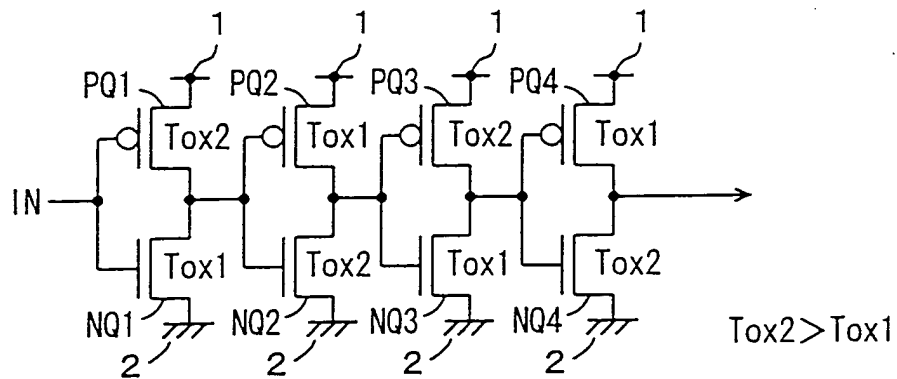 1 1 1 1
PQ1 PQ2 PQ3 PQ4
Tox2 Tox1 Tox2 Tox1
IN
Tox1 Tox2 Tox1 Tox2
NQ1 NQ2 NQ3 NQ4
Tox2>Tox1
2 2 2 2